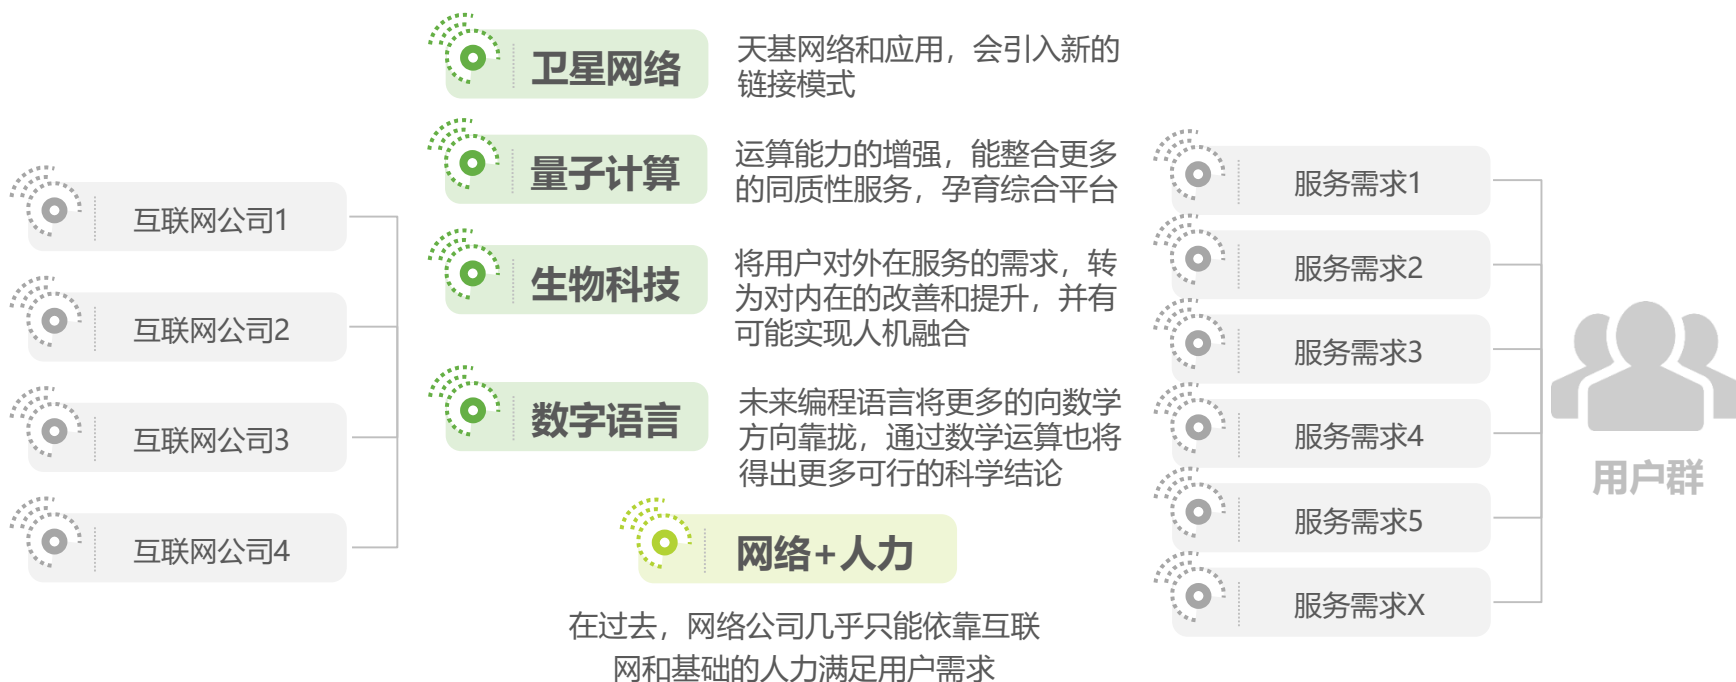 互联网公司1
互联网公司2
互联网公司3
互联网公司4
卫星网络
天基网络和应用，会引入新的
链接模式
量子计算
运算能力的增强，能整合更多
的同质性服务，孕育综合平台
生物科技
将用户对外在服务的需求，转
为对内在的改善和提升，并有
可能实现人机融合
数字语言
未来编程语言将更多的向数学
方向靠拢，通过数学运算也将
得出更多可行的科学结论
网络+人力
在过去，网络公司几乎只能依靠互联
网和基础的人力满足用户需求
服务需求1
服务需求2
服务需求3
服务需求4
服务需求5
服务需求X
用户群